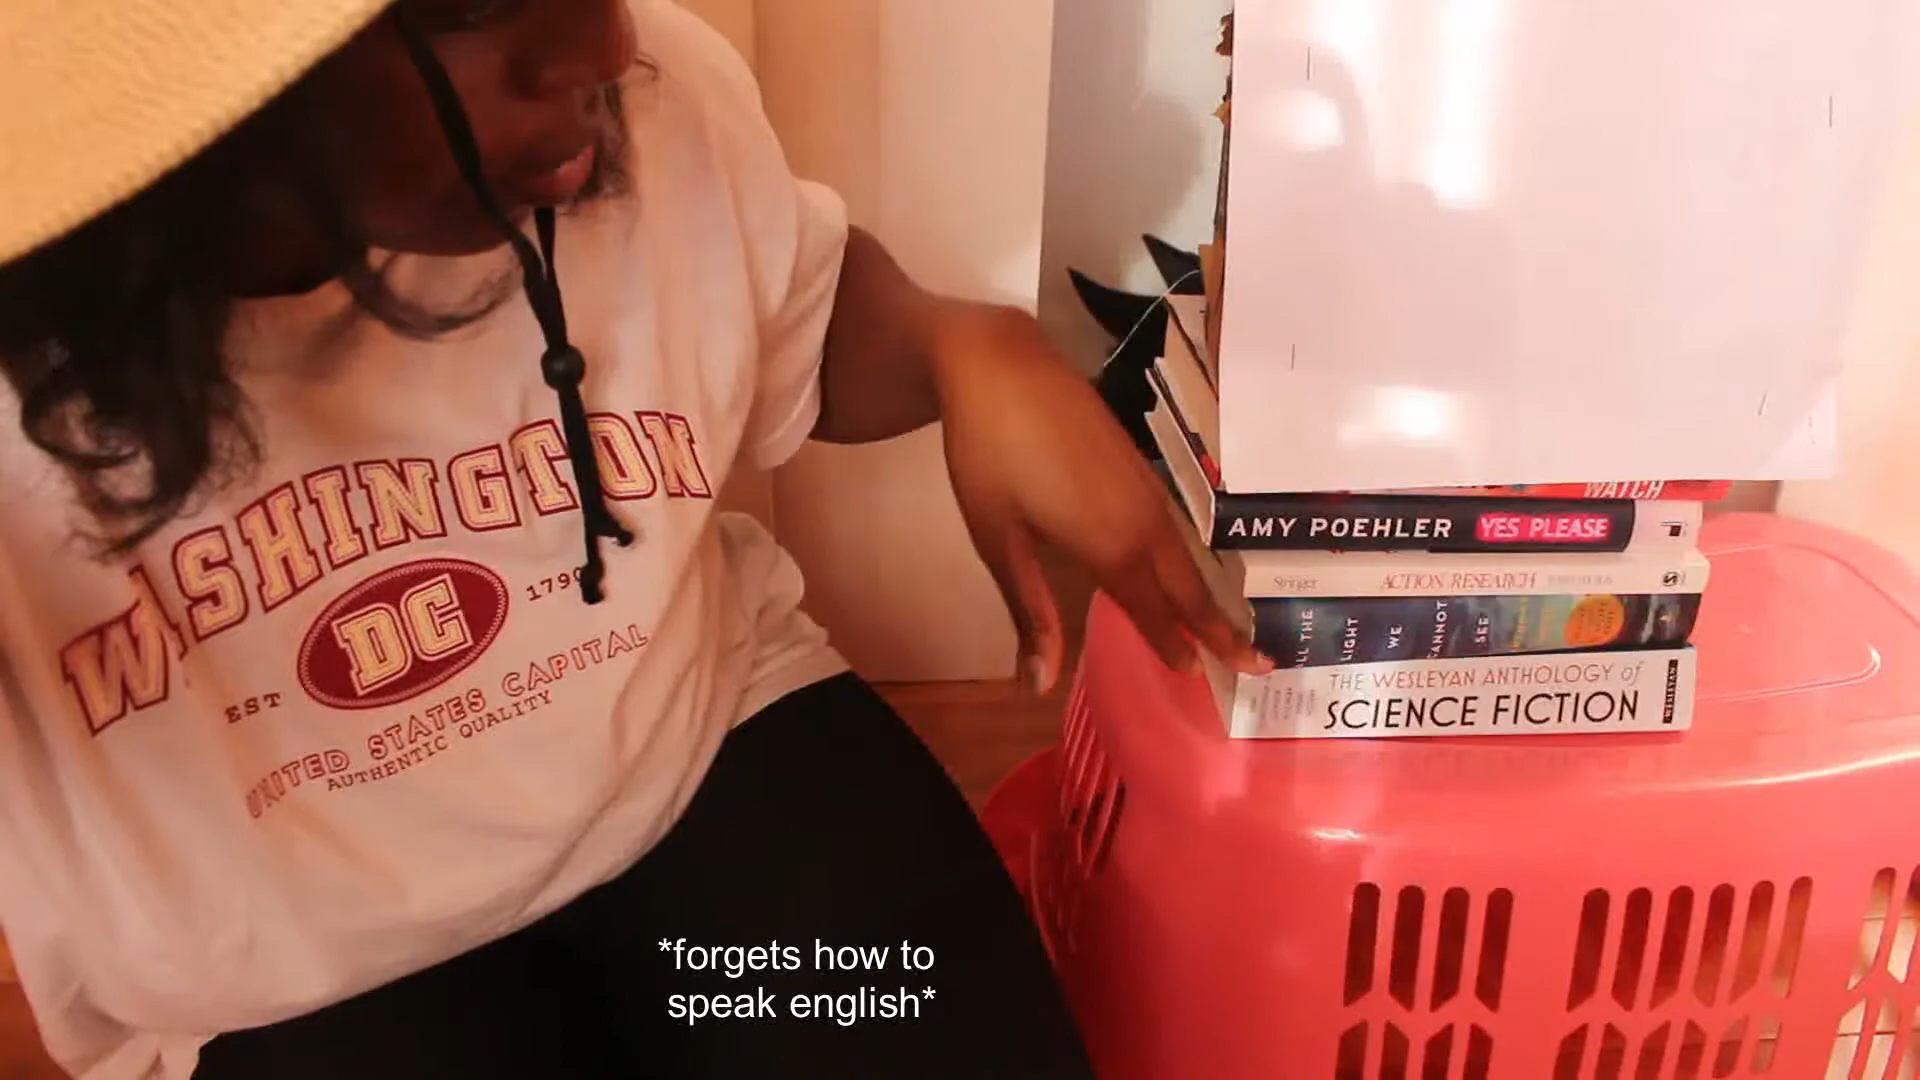 WASHINGTON
DC
EST
179
UNITED STATES CAPITAL
AUTHENTIC QUALITY
WATCH
AMY POEHLER YES PLEASE
Stringer ACTION RESEARCH
ALL THE LIGHT WE CANNOT SEE
THE WESLEYAN ANTHOLOGY of
SCIENCE FICTION
WESLEYAN
*forgets how to
speak english*